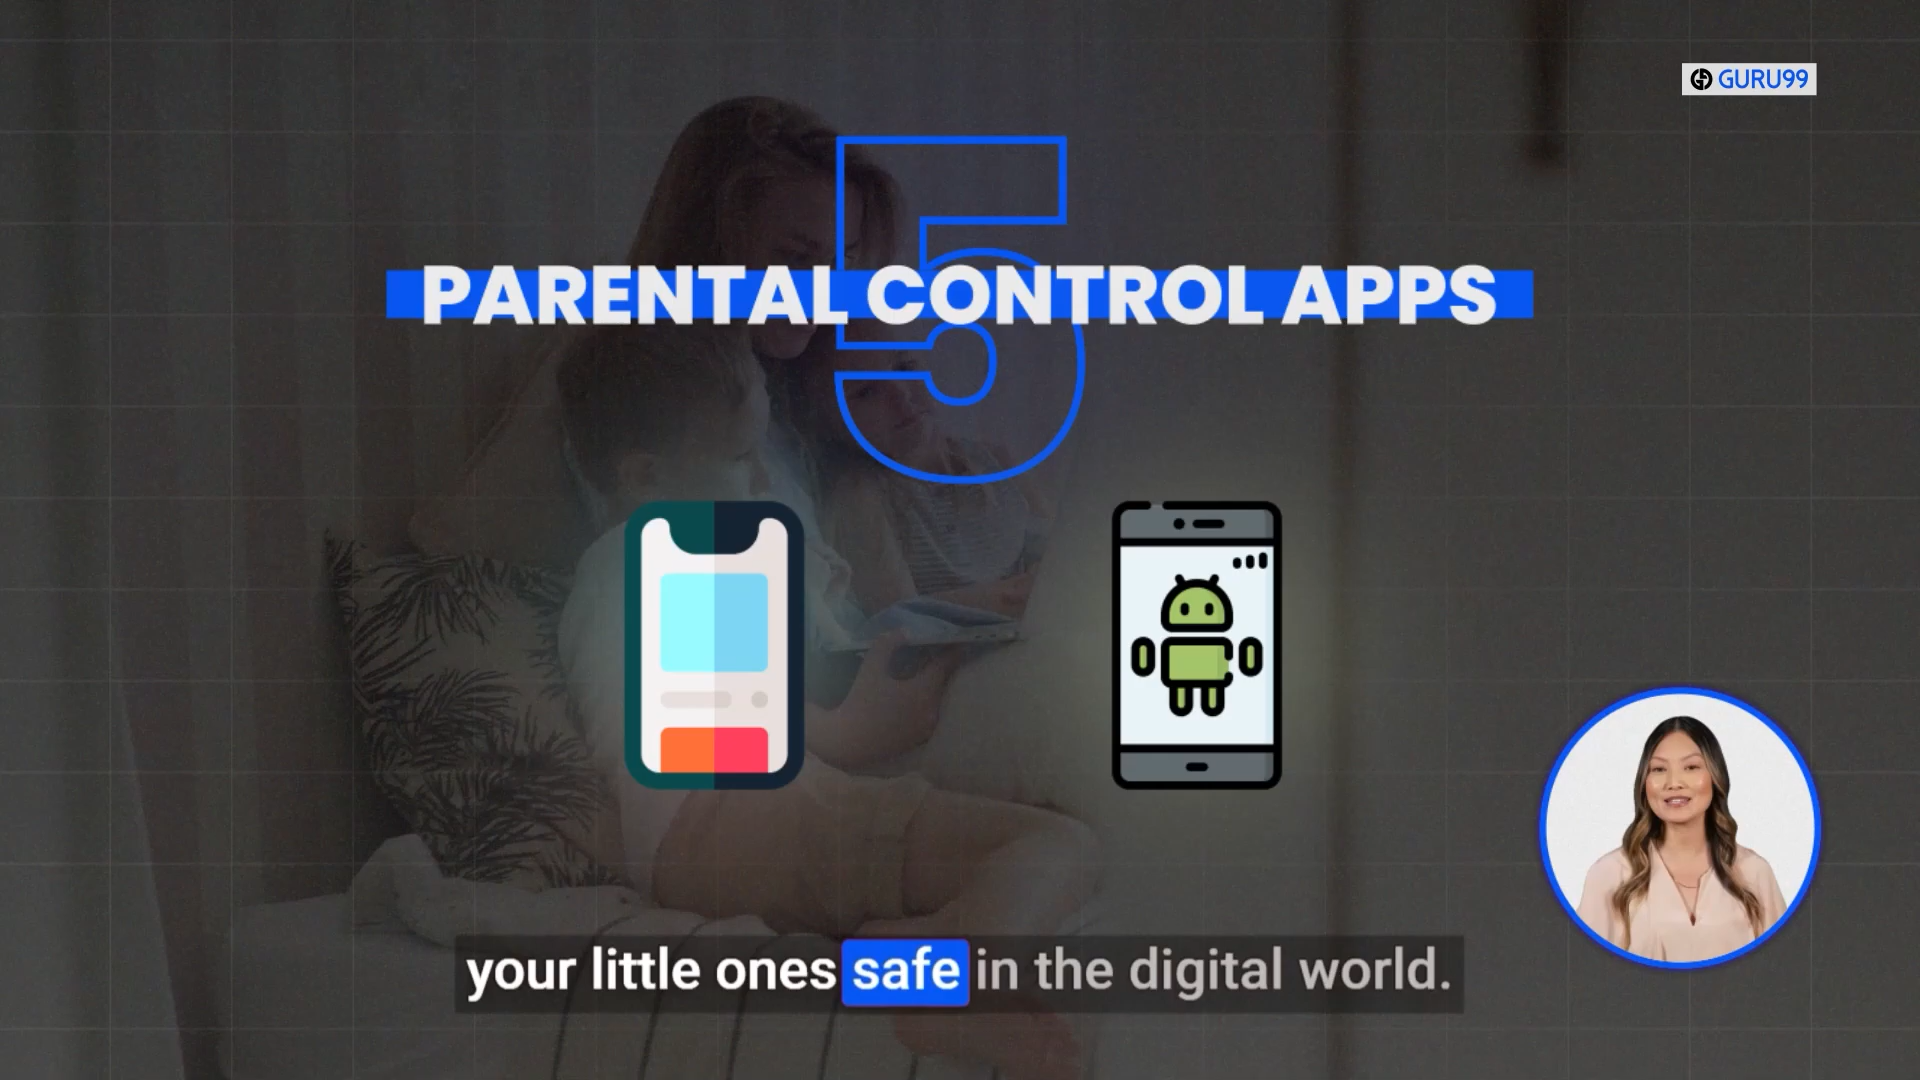 GURU99
5
PARENTAL CONTROL APPS
your little ones safe in the digital world.